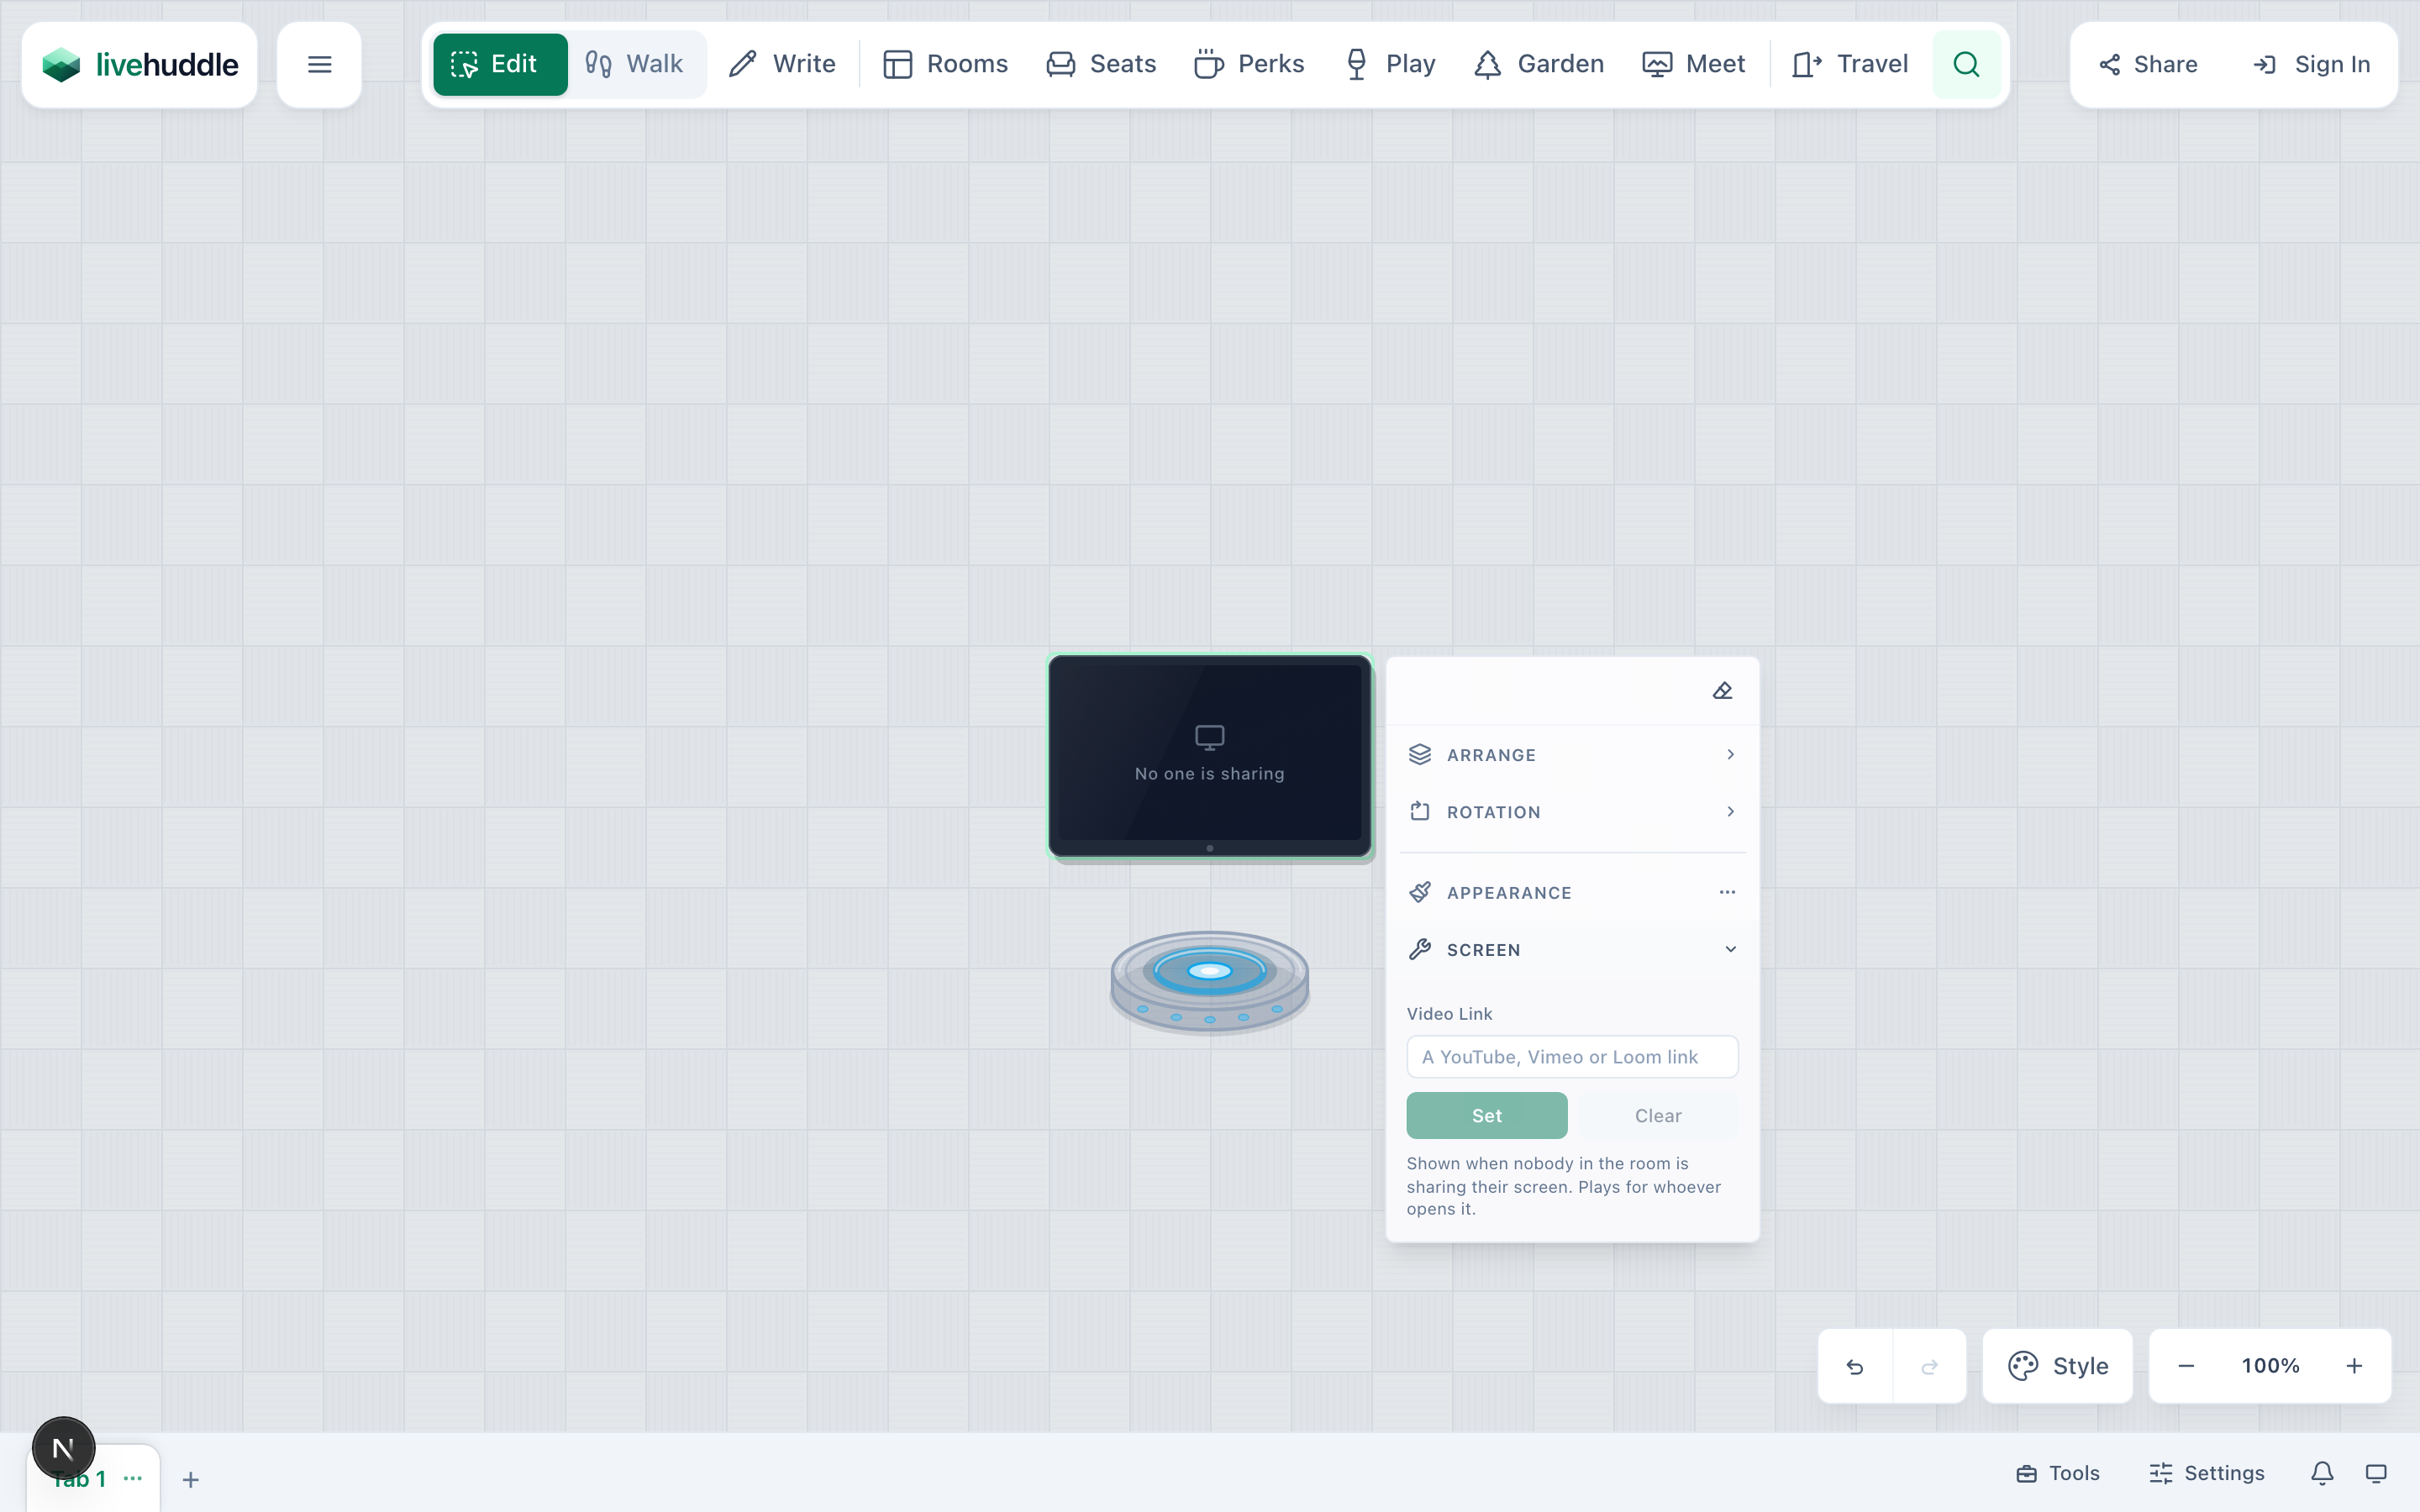 livehuddle
Edit
Walk
Write
Rooms
Seats
Perks
Play
Garden
Meet
Travel
Share
Sign In
No one is sharing
ARRANGE
ROTATION
APPEARANCE
SCREEN
Video Link
A YouTube, Vimeo or Loom link
Set
Clear
Shown when nobody in the room is
sharing their screen. Plays for whoever
opens it.
Style
100%
N
Tab 1
Tools
Settings